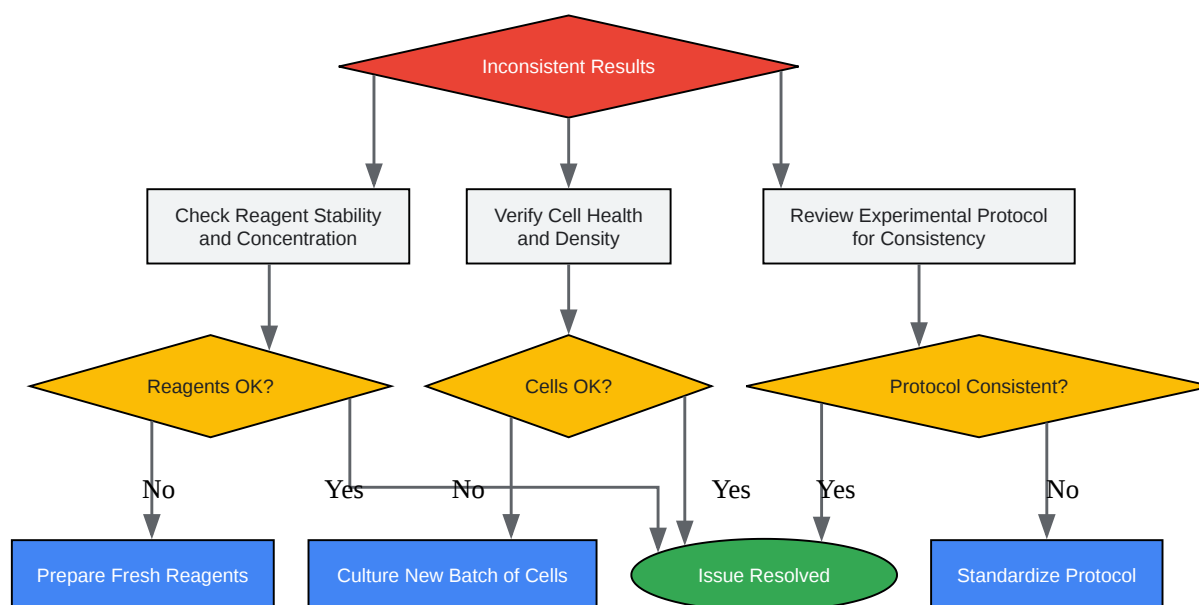 Inconsistent Results
Check Reagent Stability
and Concentration
Verify Cell Health
and Density
Review Experimental Protocol
for Consistency
Reagents OK?
Cells OK?
Protocol Consistent?
No
Yes
No
Yes
Yes
No
Prepare Fresh Reagents
Culture New Batch of Cells
Issue Resolved
Standardize Protocol